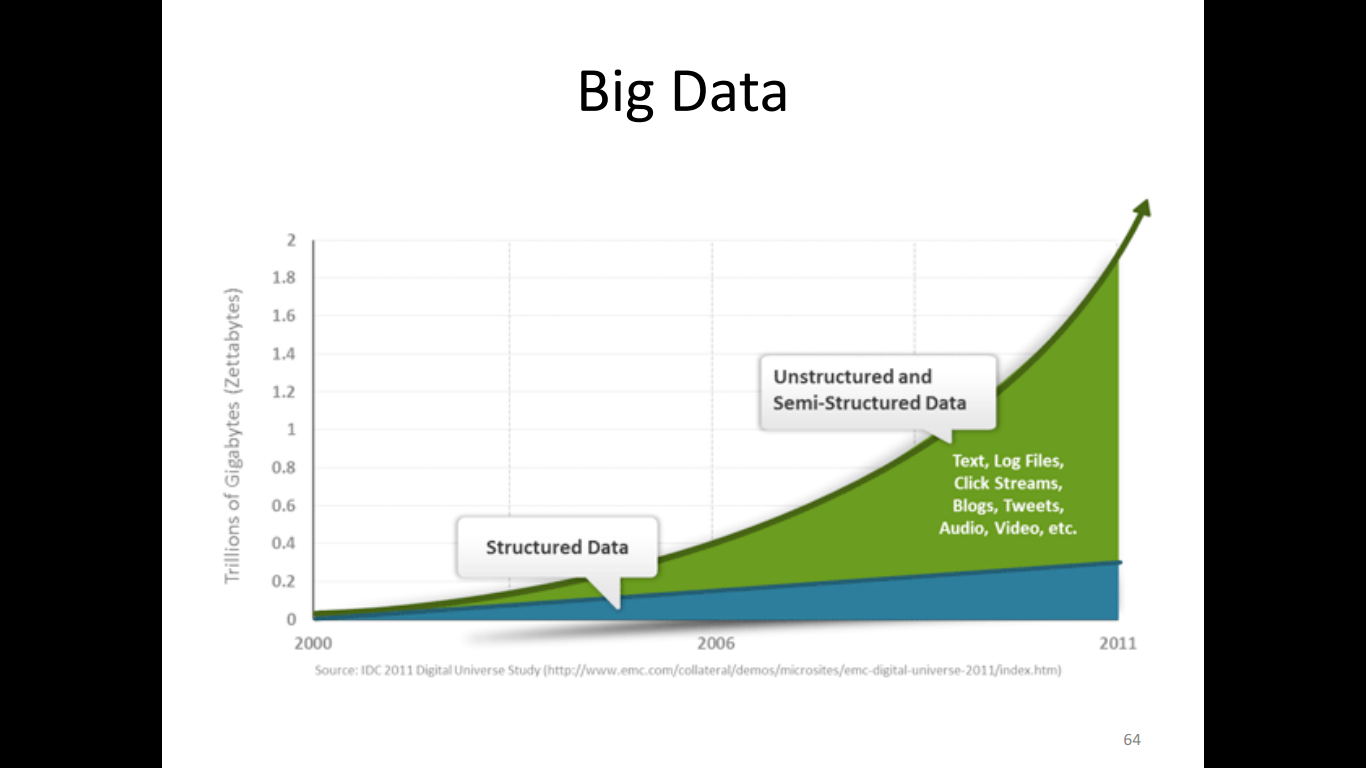 Big Data
Trillions of Gigabytes (Zettabytes)
2
1.8
1.6
1.4
1.2
1
0.8
0.6
0.4
0.2
0
Unstructured and
Semi-Structured Data
Text, Log Files,
Click Streams,
Blogs, Tweets,
Audio, Video, etc.
Structured Data
2000 2006 2011
Source: IDC 2011 Digital Universe Study (http://www.emc.com/collateral/demos/microsites/emc-digital-universe-2011/index.htm)
64